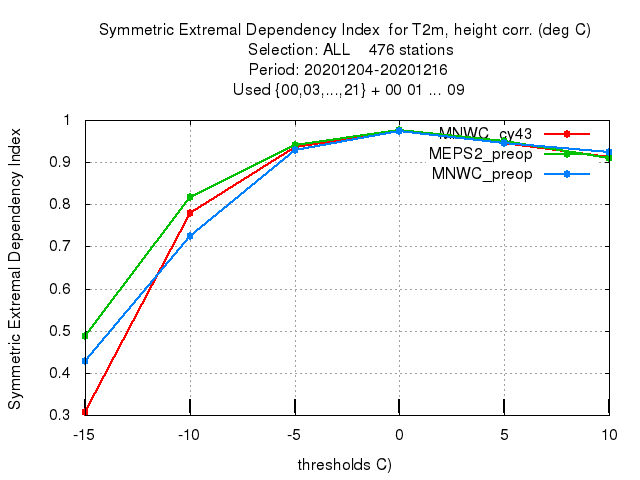 Symmetric Extremal Dependency Index  for T2m, height corr. (deg C)
Selection: ALL    476 stations
Period: 20201204-20201216
Used {00,03,...,21} + 00 01 ... 09
Symmetric Extremal Dependency Index
1
0.9
0.8
0.7
0.6
0.5
0.4
0.3
MNWC_cy43
MEPS2_preop
MNWC_preop
-15 -10 -5 0 5 10
thresholds C)